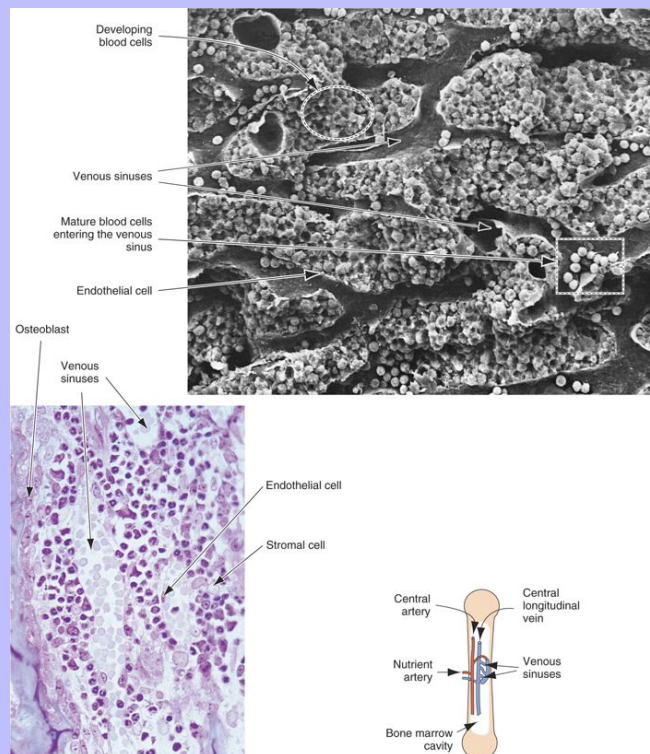 Developing
blood cells
Venous sinuses
Mature blood cells
entering the venous
sinus
Endothelial cell
Osteoblast
Venous
sinuses
Endothelial cell
Stromal cell
Central
artery
Central
longitudinal
vein
Nutrient
artery
Venous
sinuses
Bone marrow
cavity